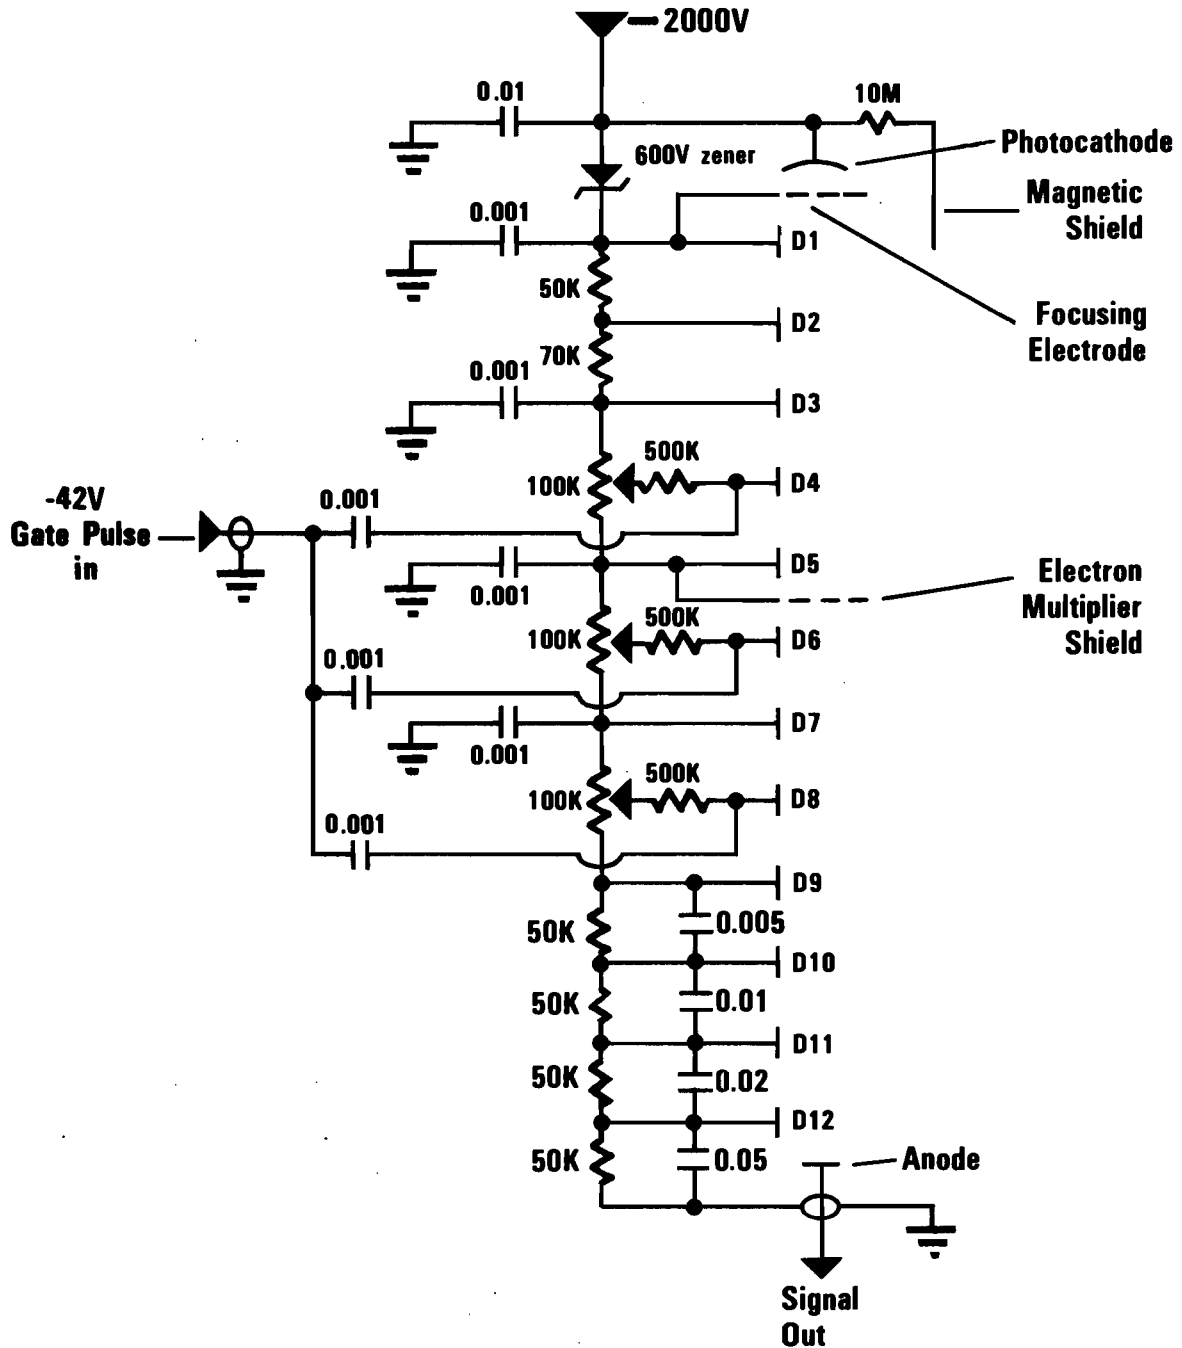 — 2000V
0.01
10M
Photocathode
600V zener
Magnetic
Shield
0.001
D1
50K
D2
Focusing
Electrode
70K
0.001
D3
500K
100K
D4
-42V
Gate Pulse
in
0.001
D5
0.001
Electron
Multiplier
Shield
500K
100K
D6
0.001
D7
0.001
500K
100K
D8
0.001
D9
50K
0.005
D10
50K
0.01
D11
50K
0.02
D12
50K
0.05
Anode
Signal
Out